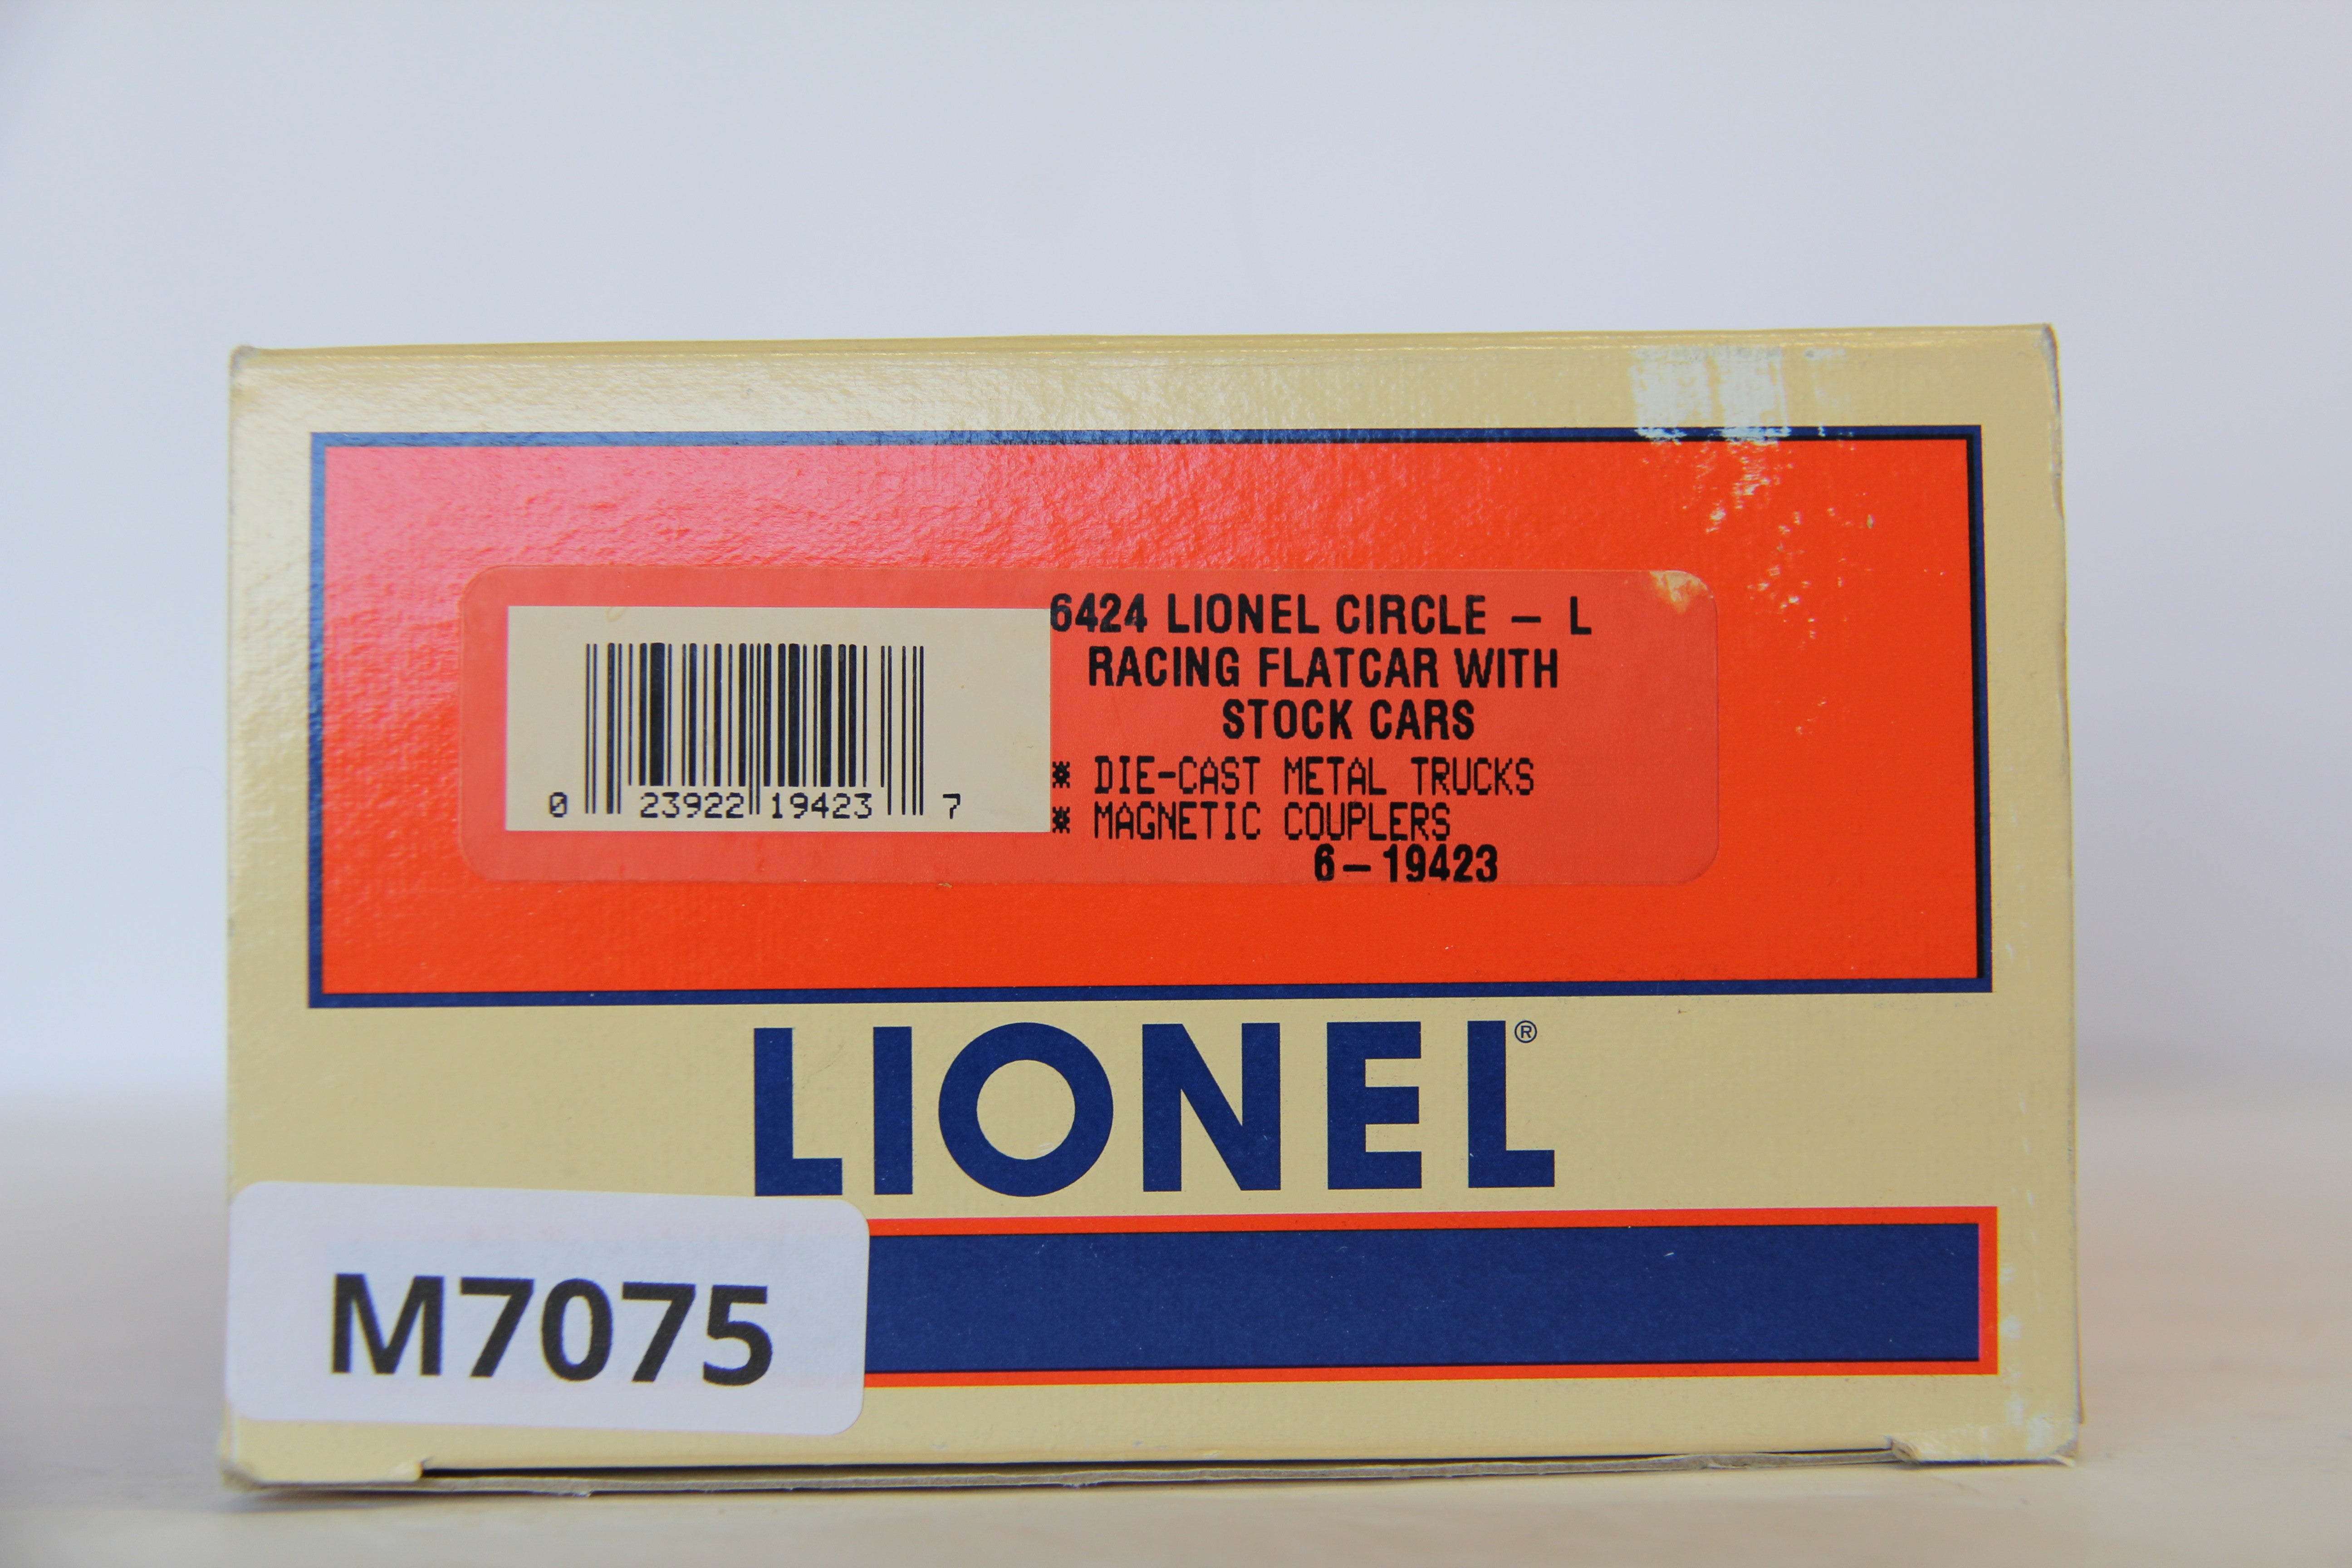 6424 LIONEL CIRCLE – L
RACING FLATCAR WITH
STOCK CARS
* DIE-CAST METAL TRUCKS
* MAGNETIC COUPLERS
6–19423
0 23922 19423 7
LIONEL®
M7075